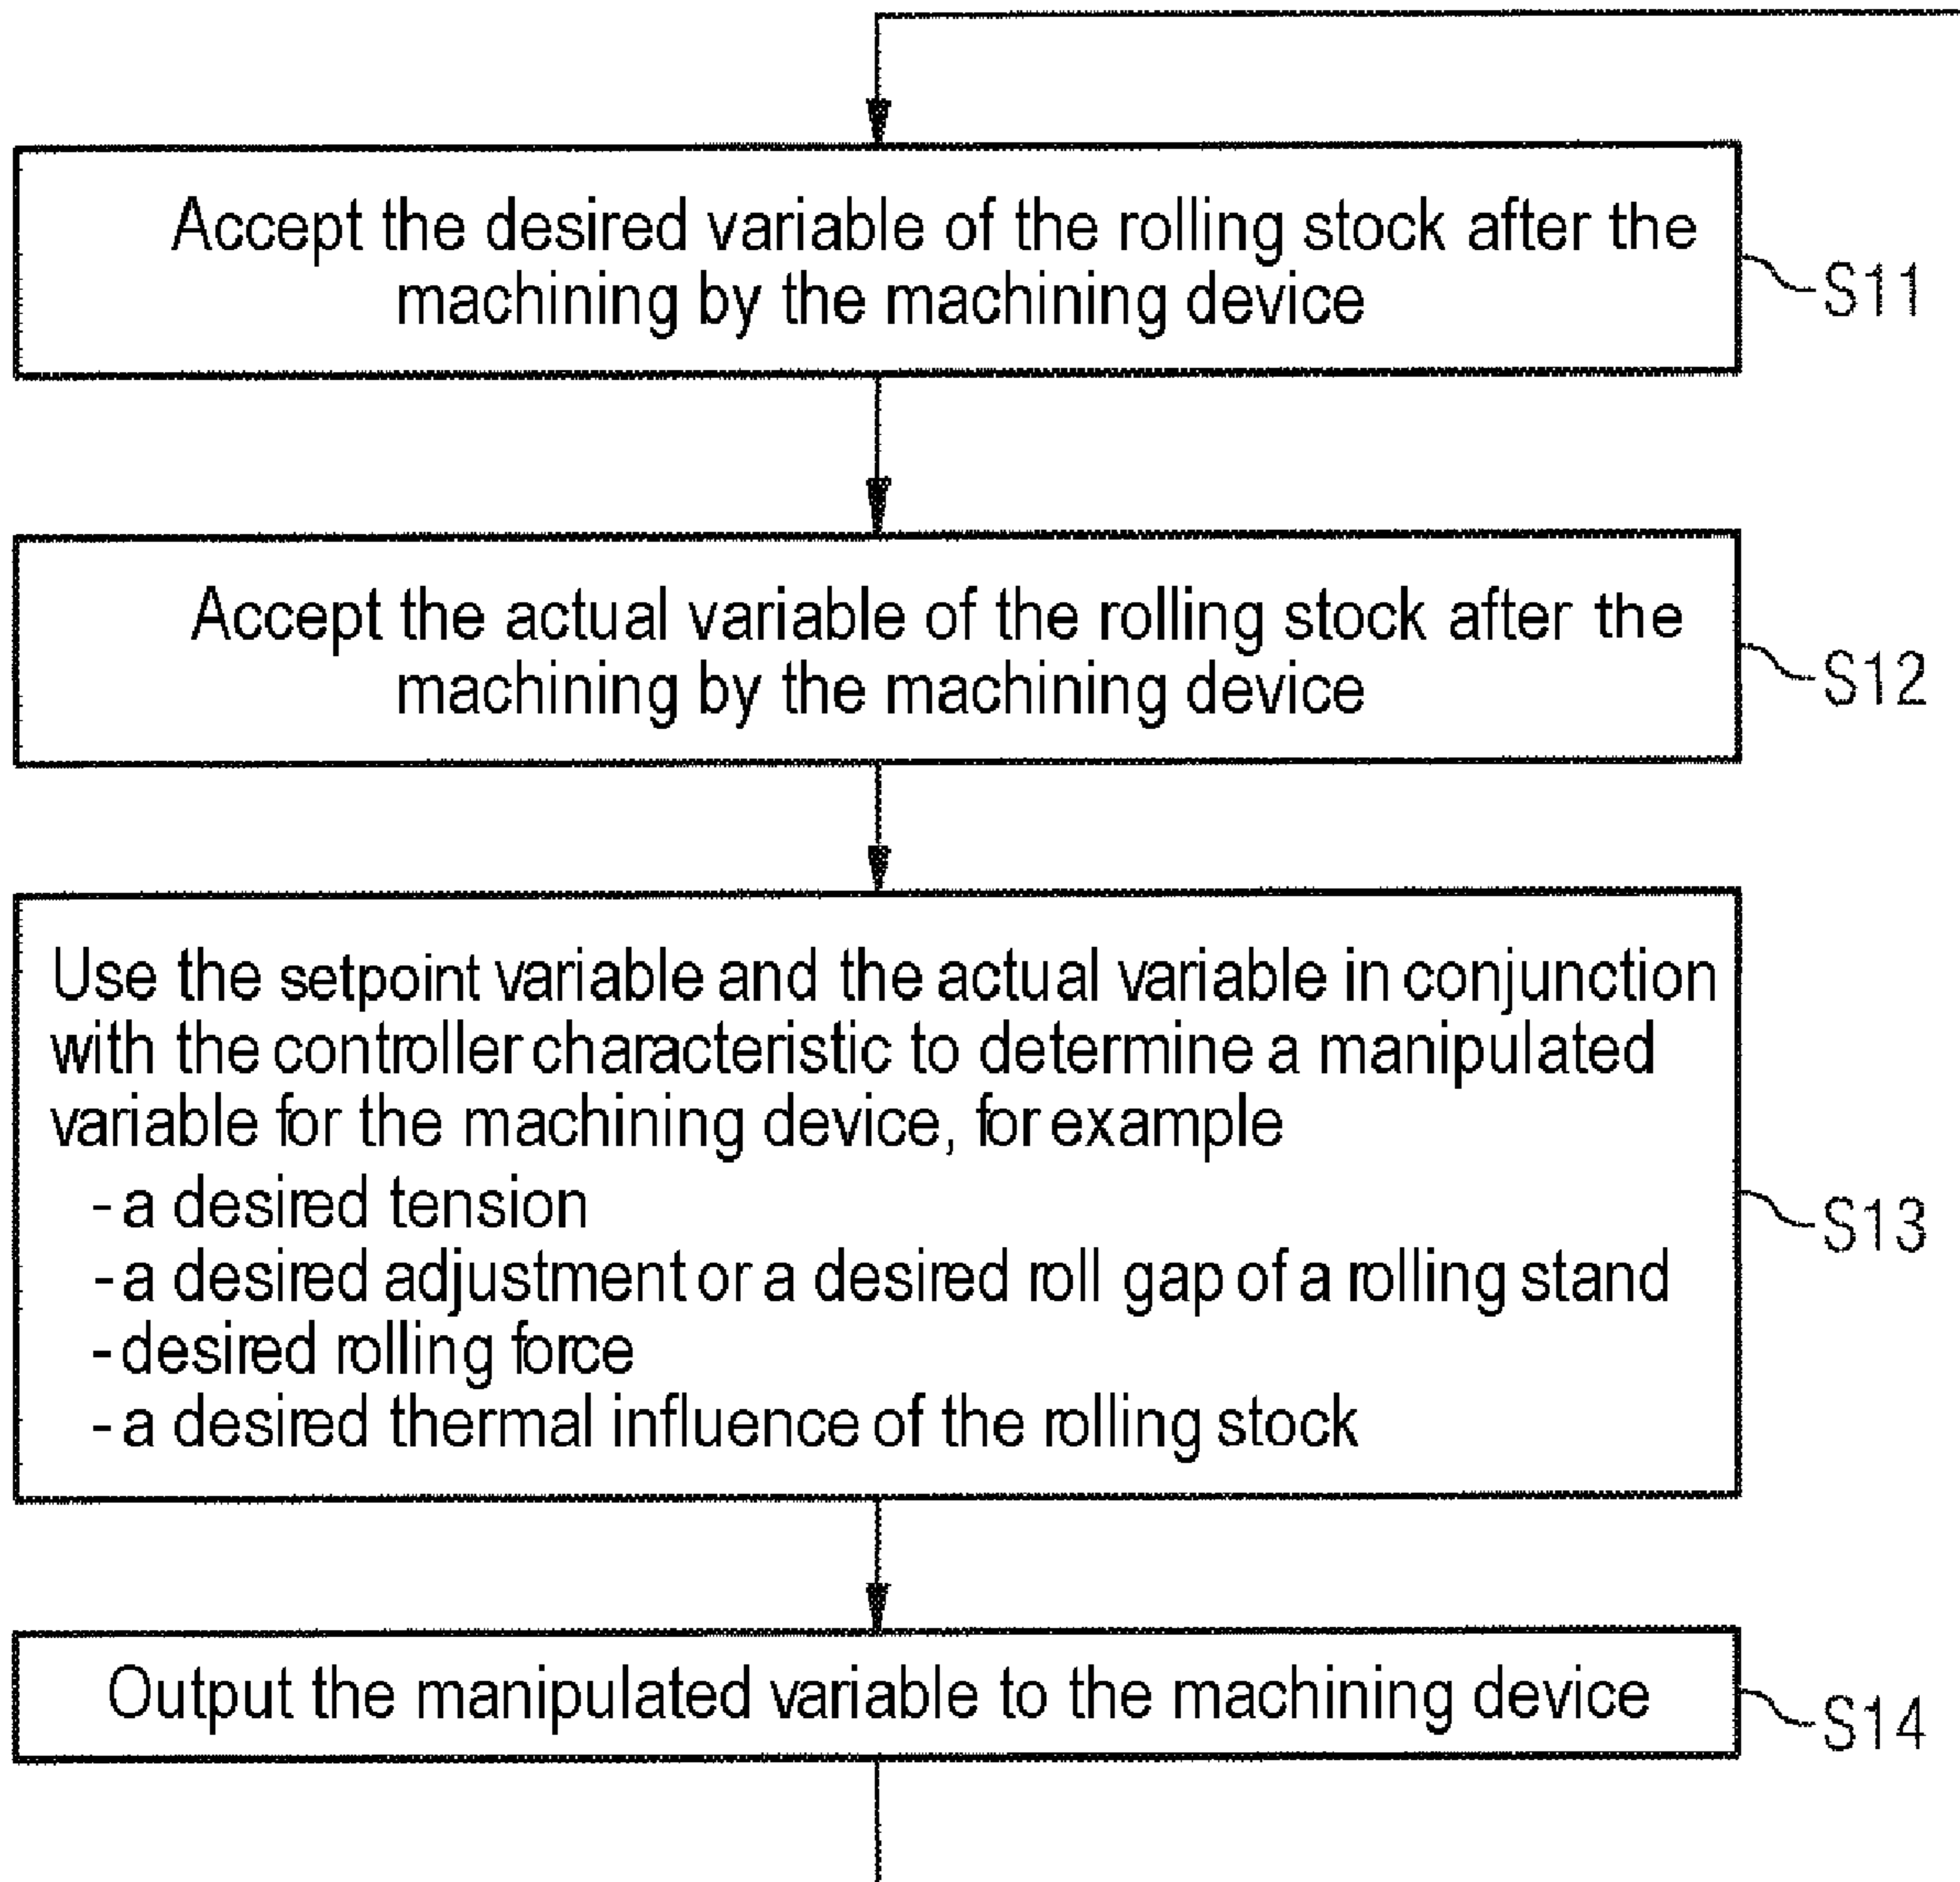 Accept the desired variable of the rolling stock after the
machining by the machining device
S11
Accept the actual variable of the rolling stock after the
machining by the machining device
S12
Use the setpoint variable and the actual variable in conjunction
with the controller characteristic to determine a manipulated
variable for the machining device, for example
- a desired tension
- a desired adjustment or a desired roll gap of a rolling stand
- desired rolling force
- a desired thermal influence of the rolling stock
S13
Output the manipulated variable to the machining device
S14